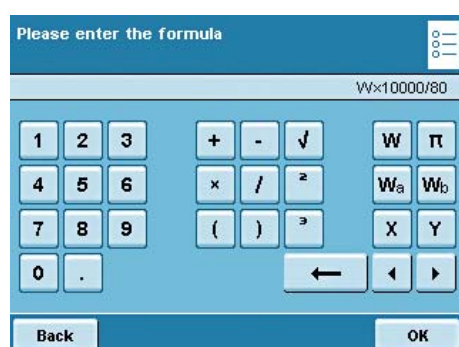 Please enter the formula
W×10000/80
1 2 3 + - √ W π
4 5 6 × / ² Wa Wb
7 8 9 ( ) ³ X Y
0 . ← ◂ ▸
Back OK